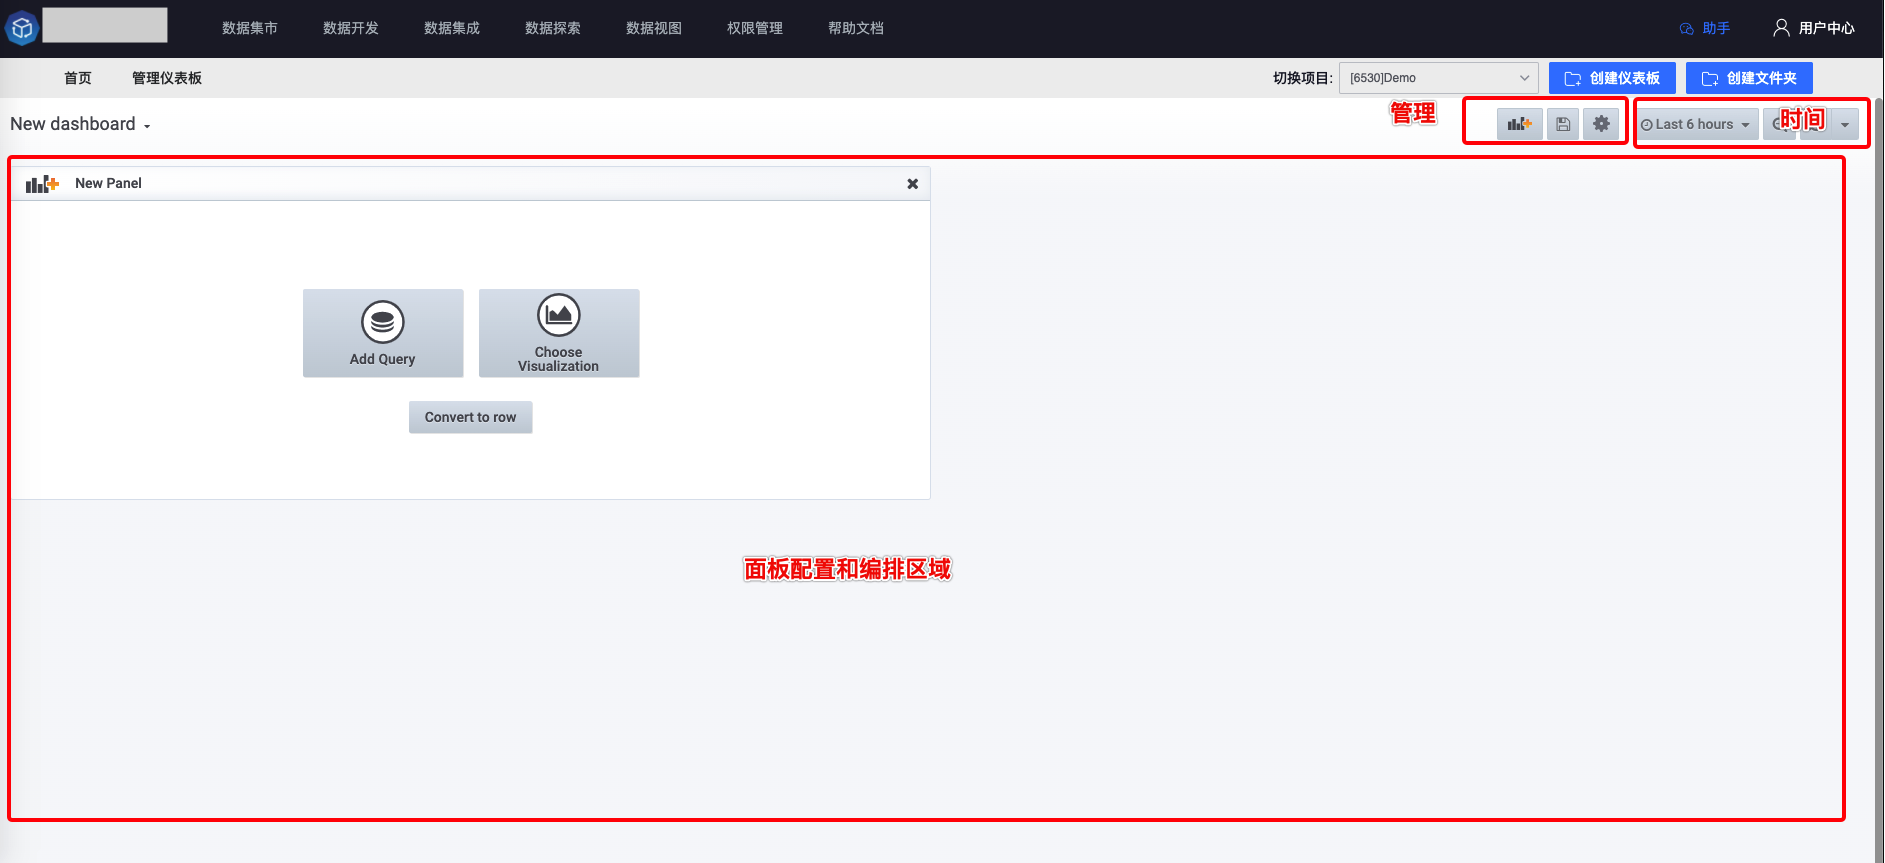 数据集市 数据开发 数据集成 数据探索 数据视图 权限管理 帮助文档 助手 用户中心
首页 管理仪表板 切换项目: [6530]Demo 创建仪表板 创建文件夹
New dashboard 管理 Last 6 hours 时间
New Panel
Add Query
Choose
Visualization
Convert to row
面板配置和编排区域